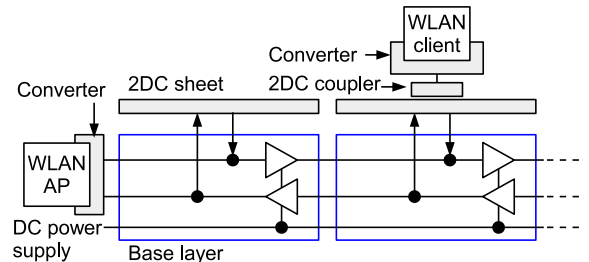 WLAN
client
Converter
2DC coupler
2DC sheet
Converter
WLAN
AP
DC power
supply
Base layer